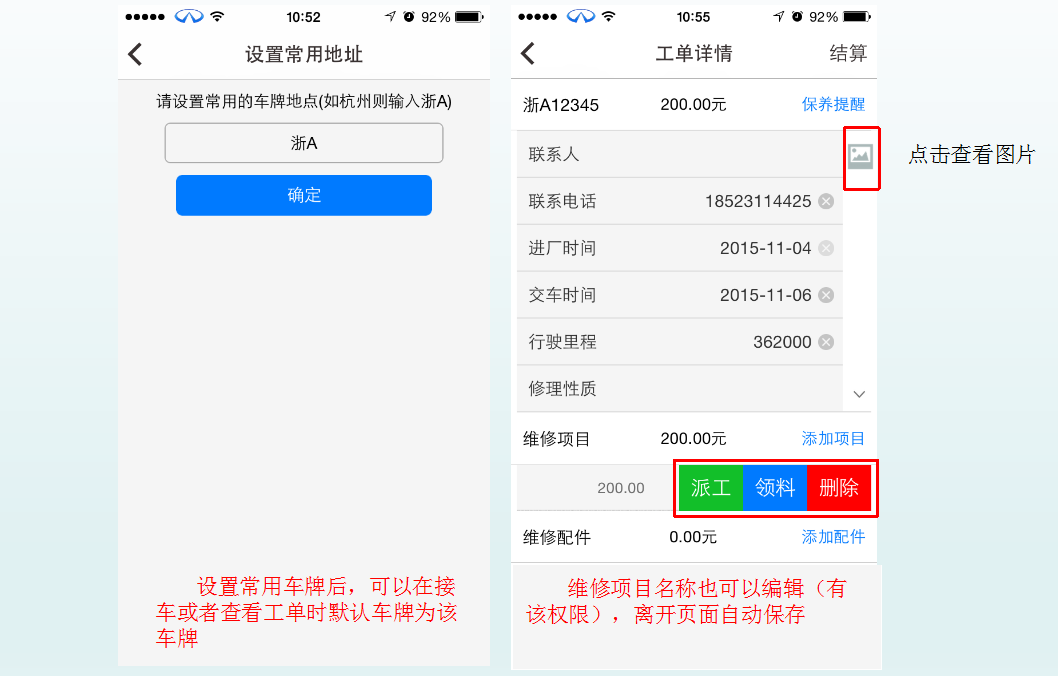 10:52
92%
设置常用地址
请设置常用的车牌地点(如杭州则输入浙A)
浙A
确定
设置常用车牌后，可以在接
车或者查看工单时默认车牌为该
车牌
10:55
92%
工单详情
结算
浙A12345
200.00元
保养提醒
联系人
点击查看图片
联系电话
18523114425
进厂时间
2015-11-04
交车时间
2015-11-06
行驶里程
362000
修理性质
维修项目
200.00元
添加项目
200.00
派工
领料
删除
维修配件
0.00元
添加配件
维修项目名称也可以编辑（有
该权限），离开页面自动保存